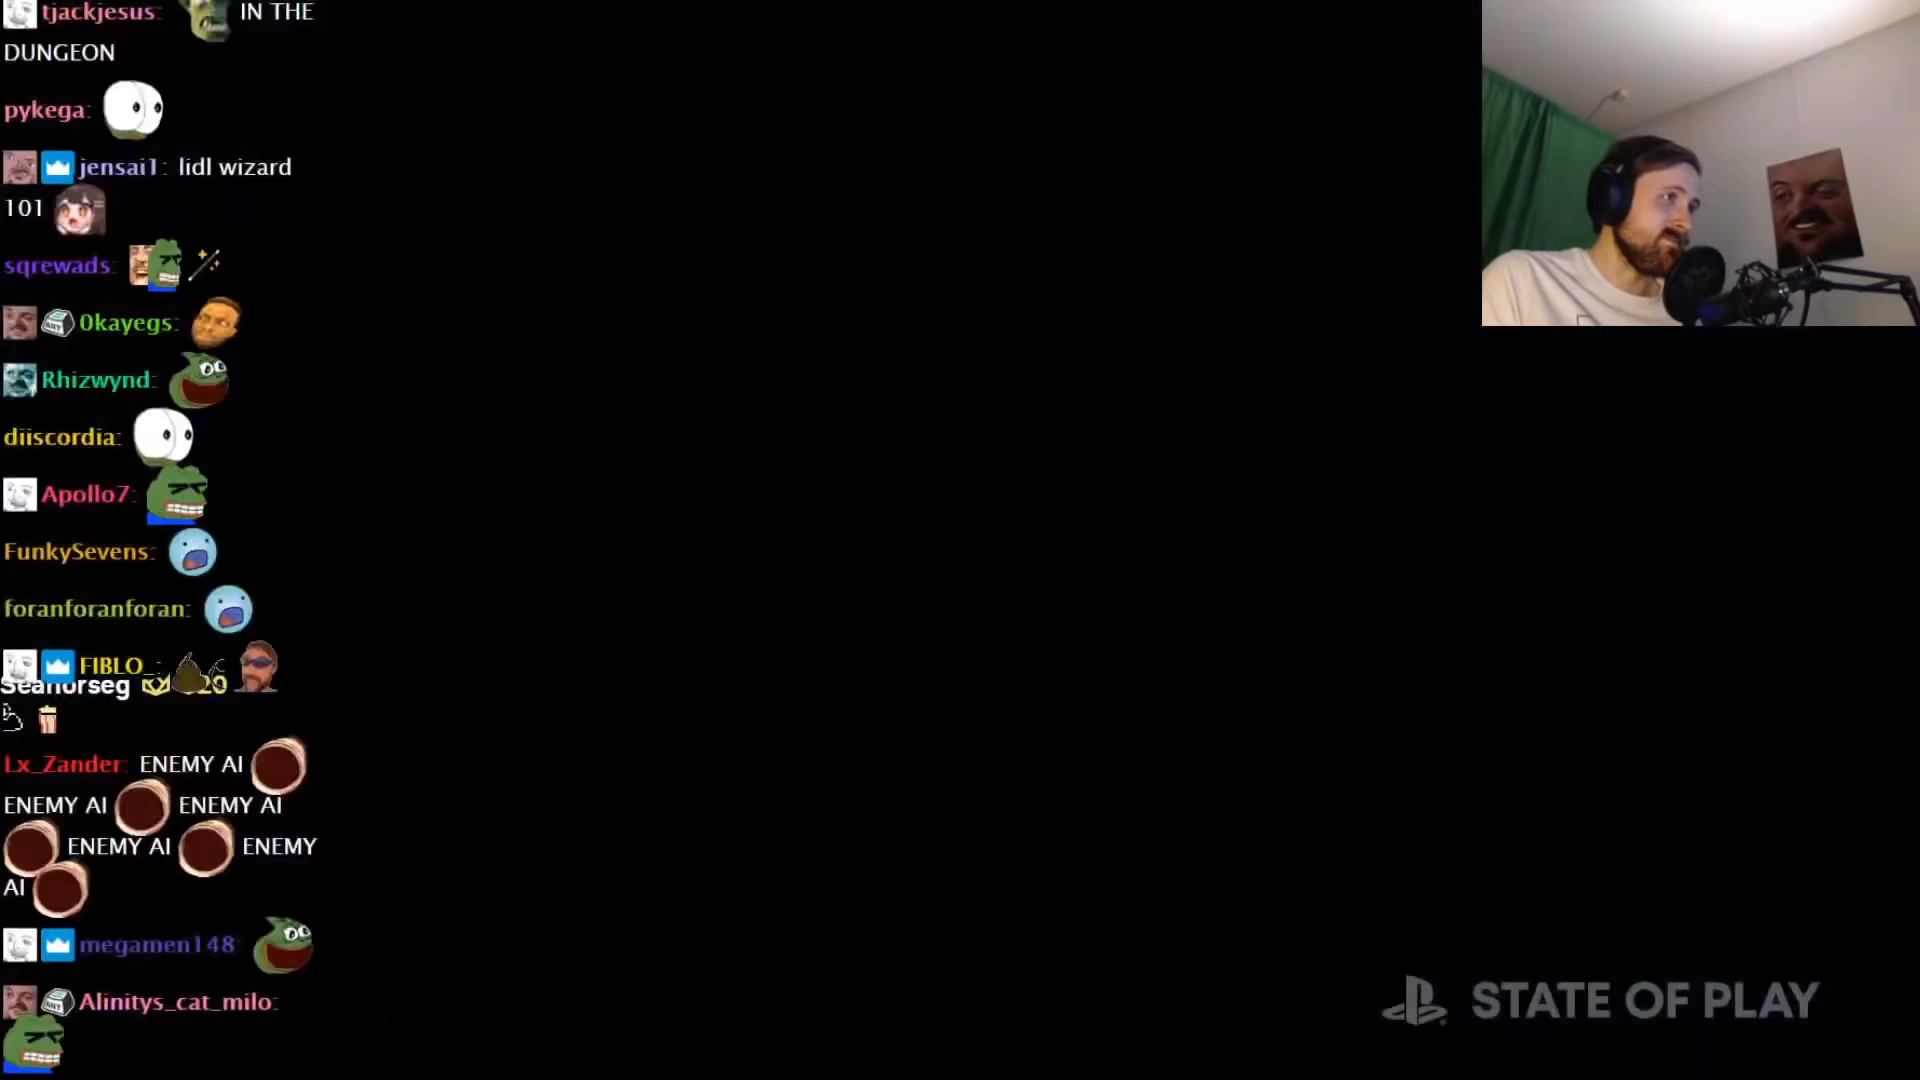 tjackjesus: IN THE
DUNGEON
pykega:
jensai1: lidl wizard
101
sqrewads:
0kayegs:
Rhizwynd:
diiscordia:
Apollo7:
FunkySevens:
foranforanforan:
FIBLO_:
Seahorseg
Lx_Zander: ENEMY AI
ENEMY AI ENEMY AI
ENEMY AI ENEMY
AI
megamen148:
Alinitys_cat_milo:
STATE OF PLAY